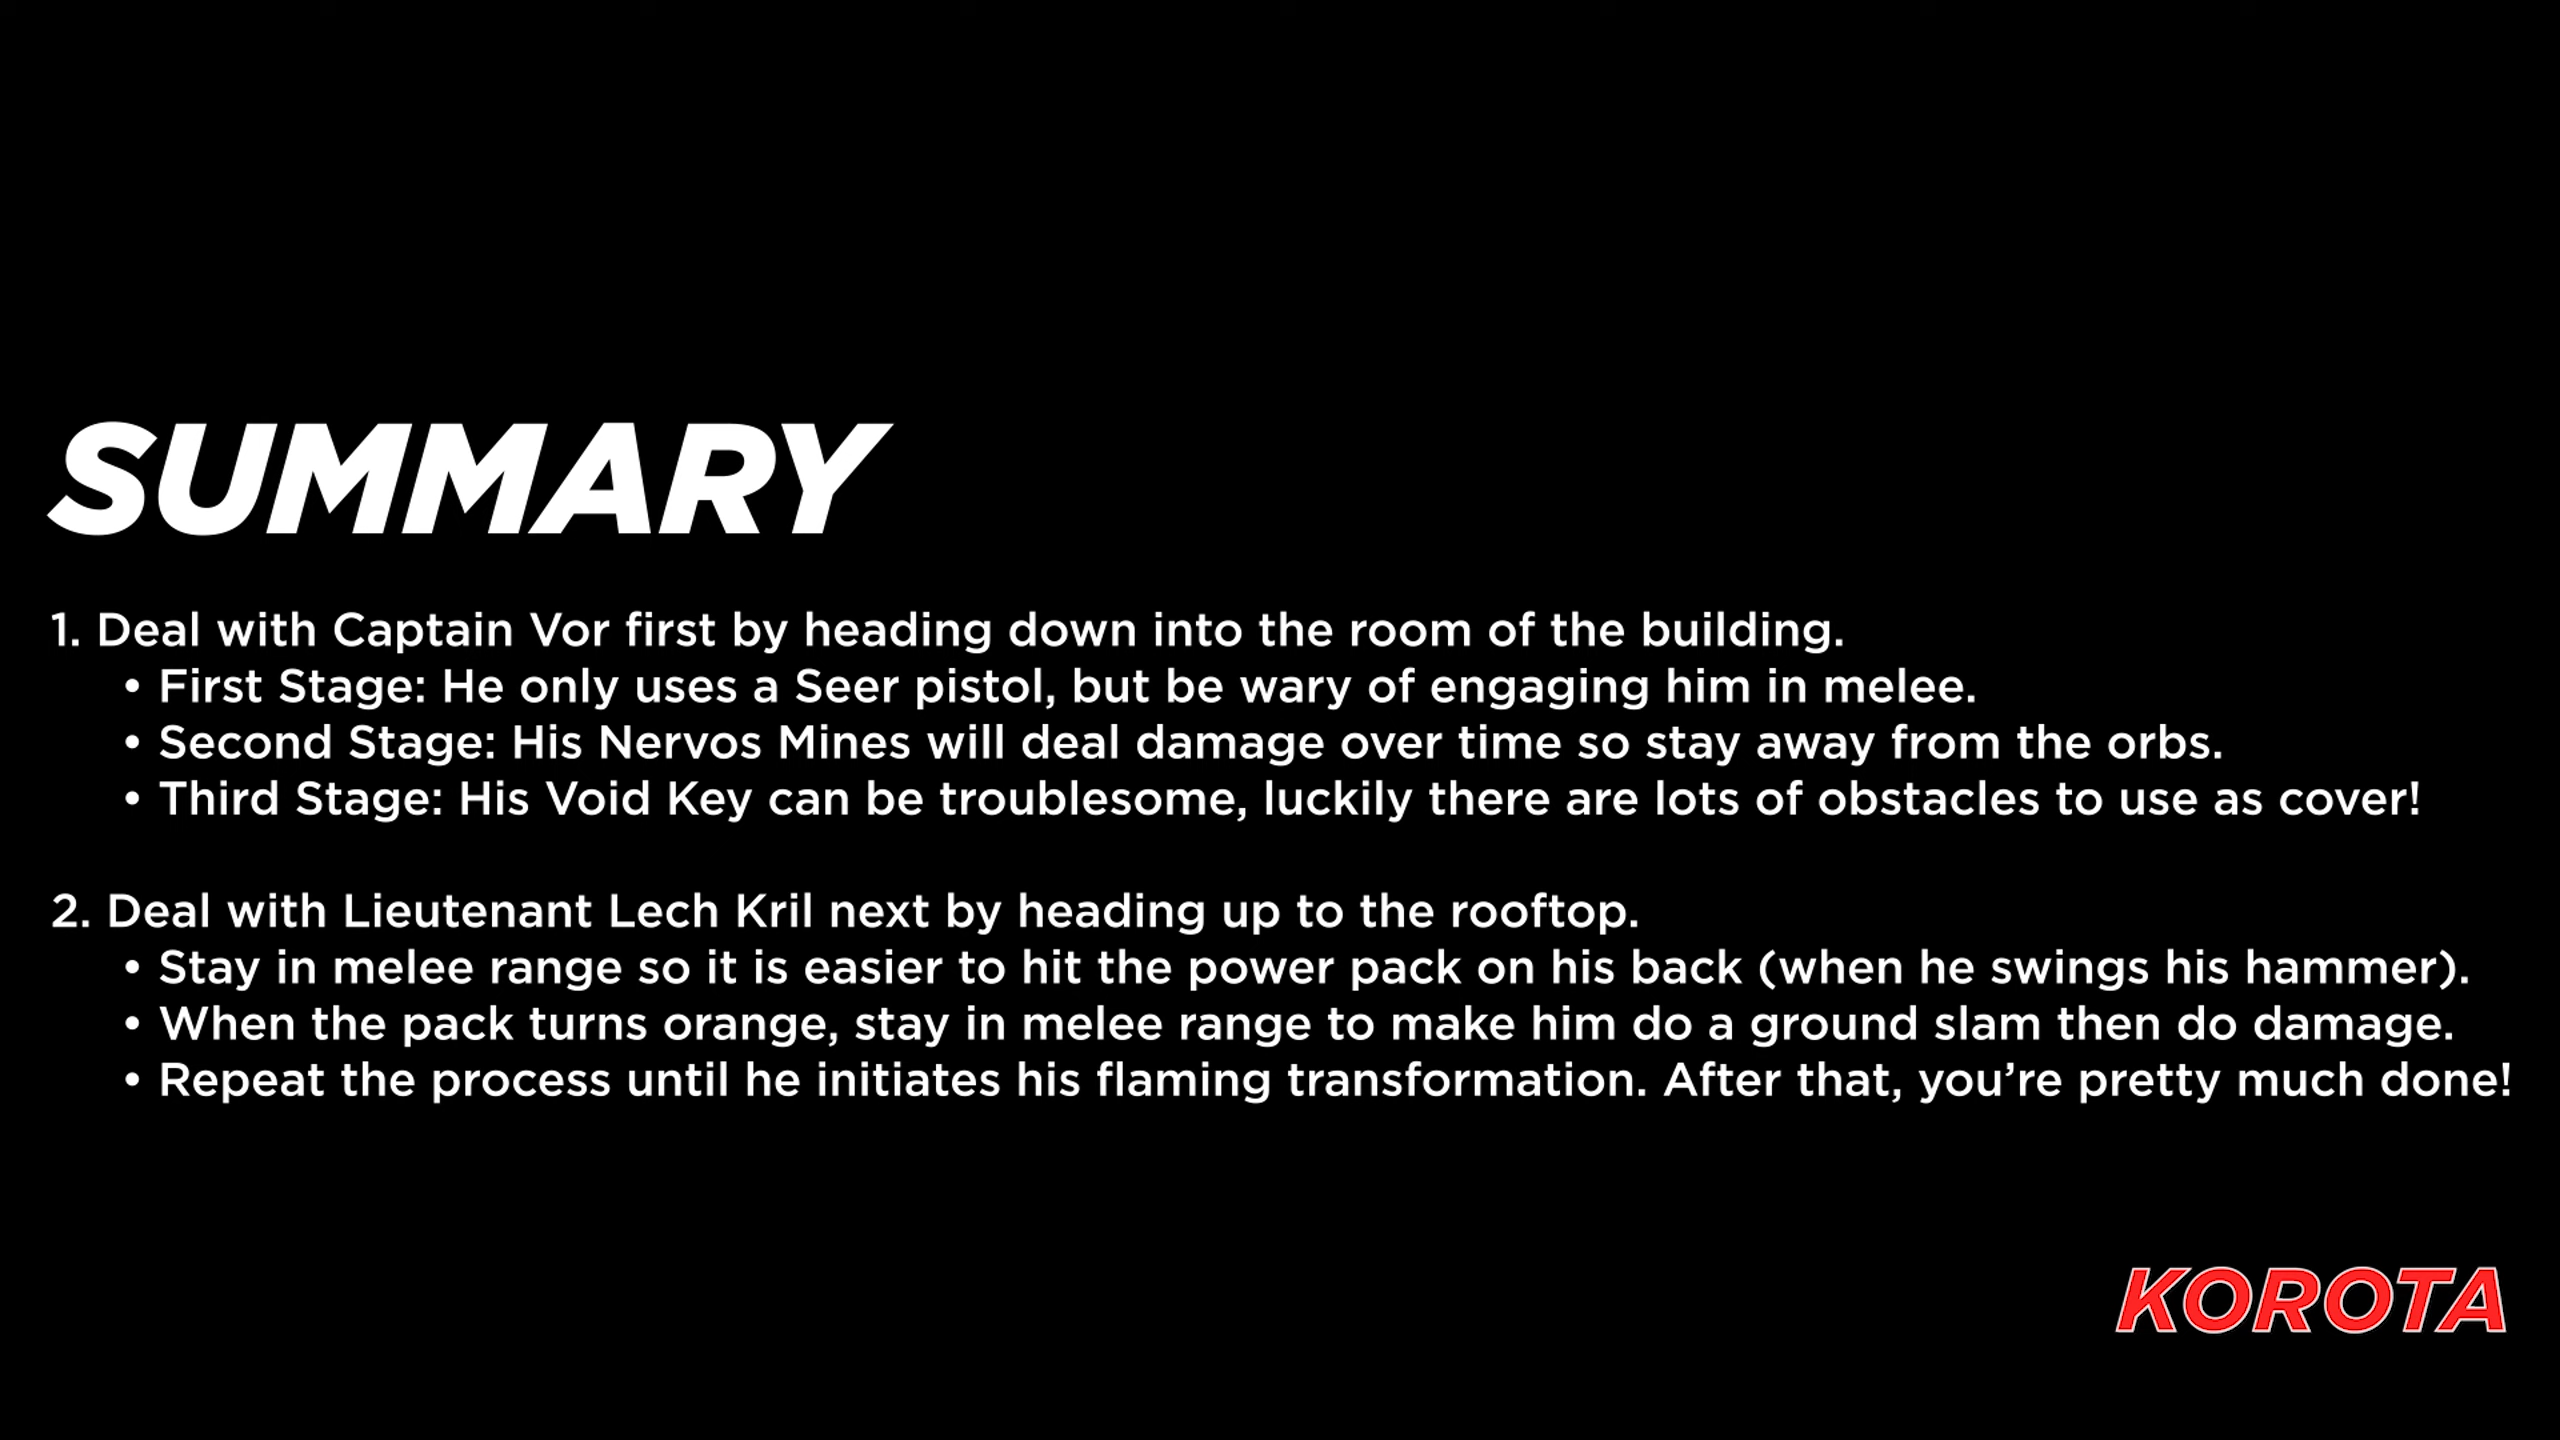 SUMMARY
1. Deal with Captain Vor first by heading down into the room of the building.
• First Stage: He only uses a Seer pistol, but be wary of engaging him in melee.
• Second Stage: His Nervos Mines will deal damage over time so stay away from the orbs.
• Third Stage: His Void Key can be troublesome, luckily there are lots of obstacles to use as cover!
2. Deal with Lieutenant Lech Kril next by heading up to the rooftop.
• Stay in melee range so it is easier to hit the power pack on his back (when he swings his hammer).
• When the pack turns orange, stay in melee range to make him do a ground slam then do damage.
• Repeat the process until he initiates his flaming transformation. After that, you’re pretty much done!
KOROTA